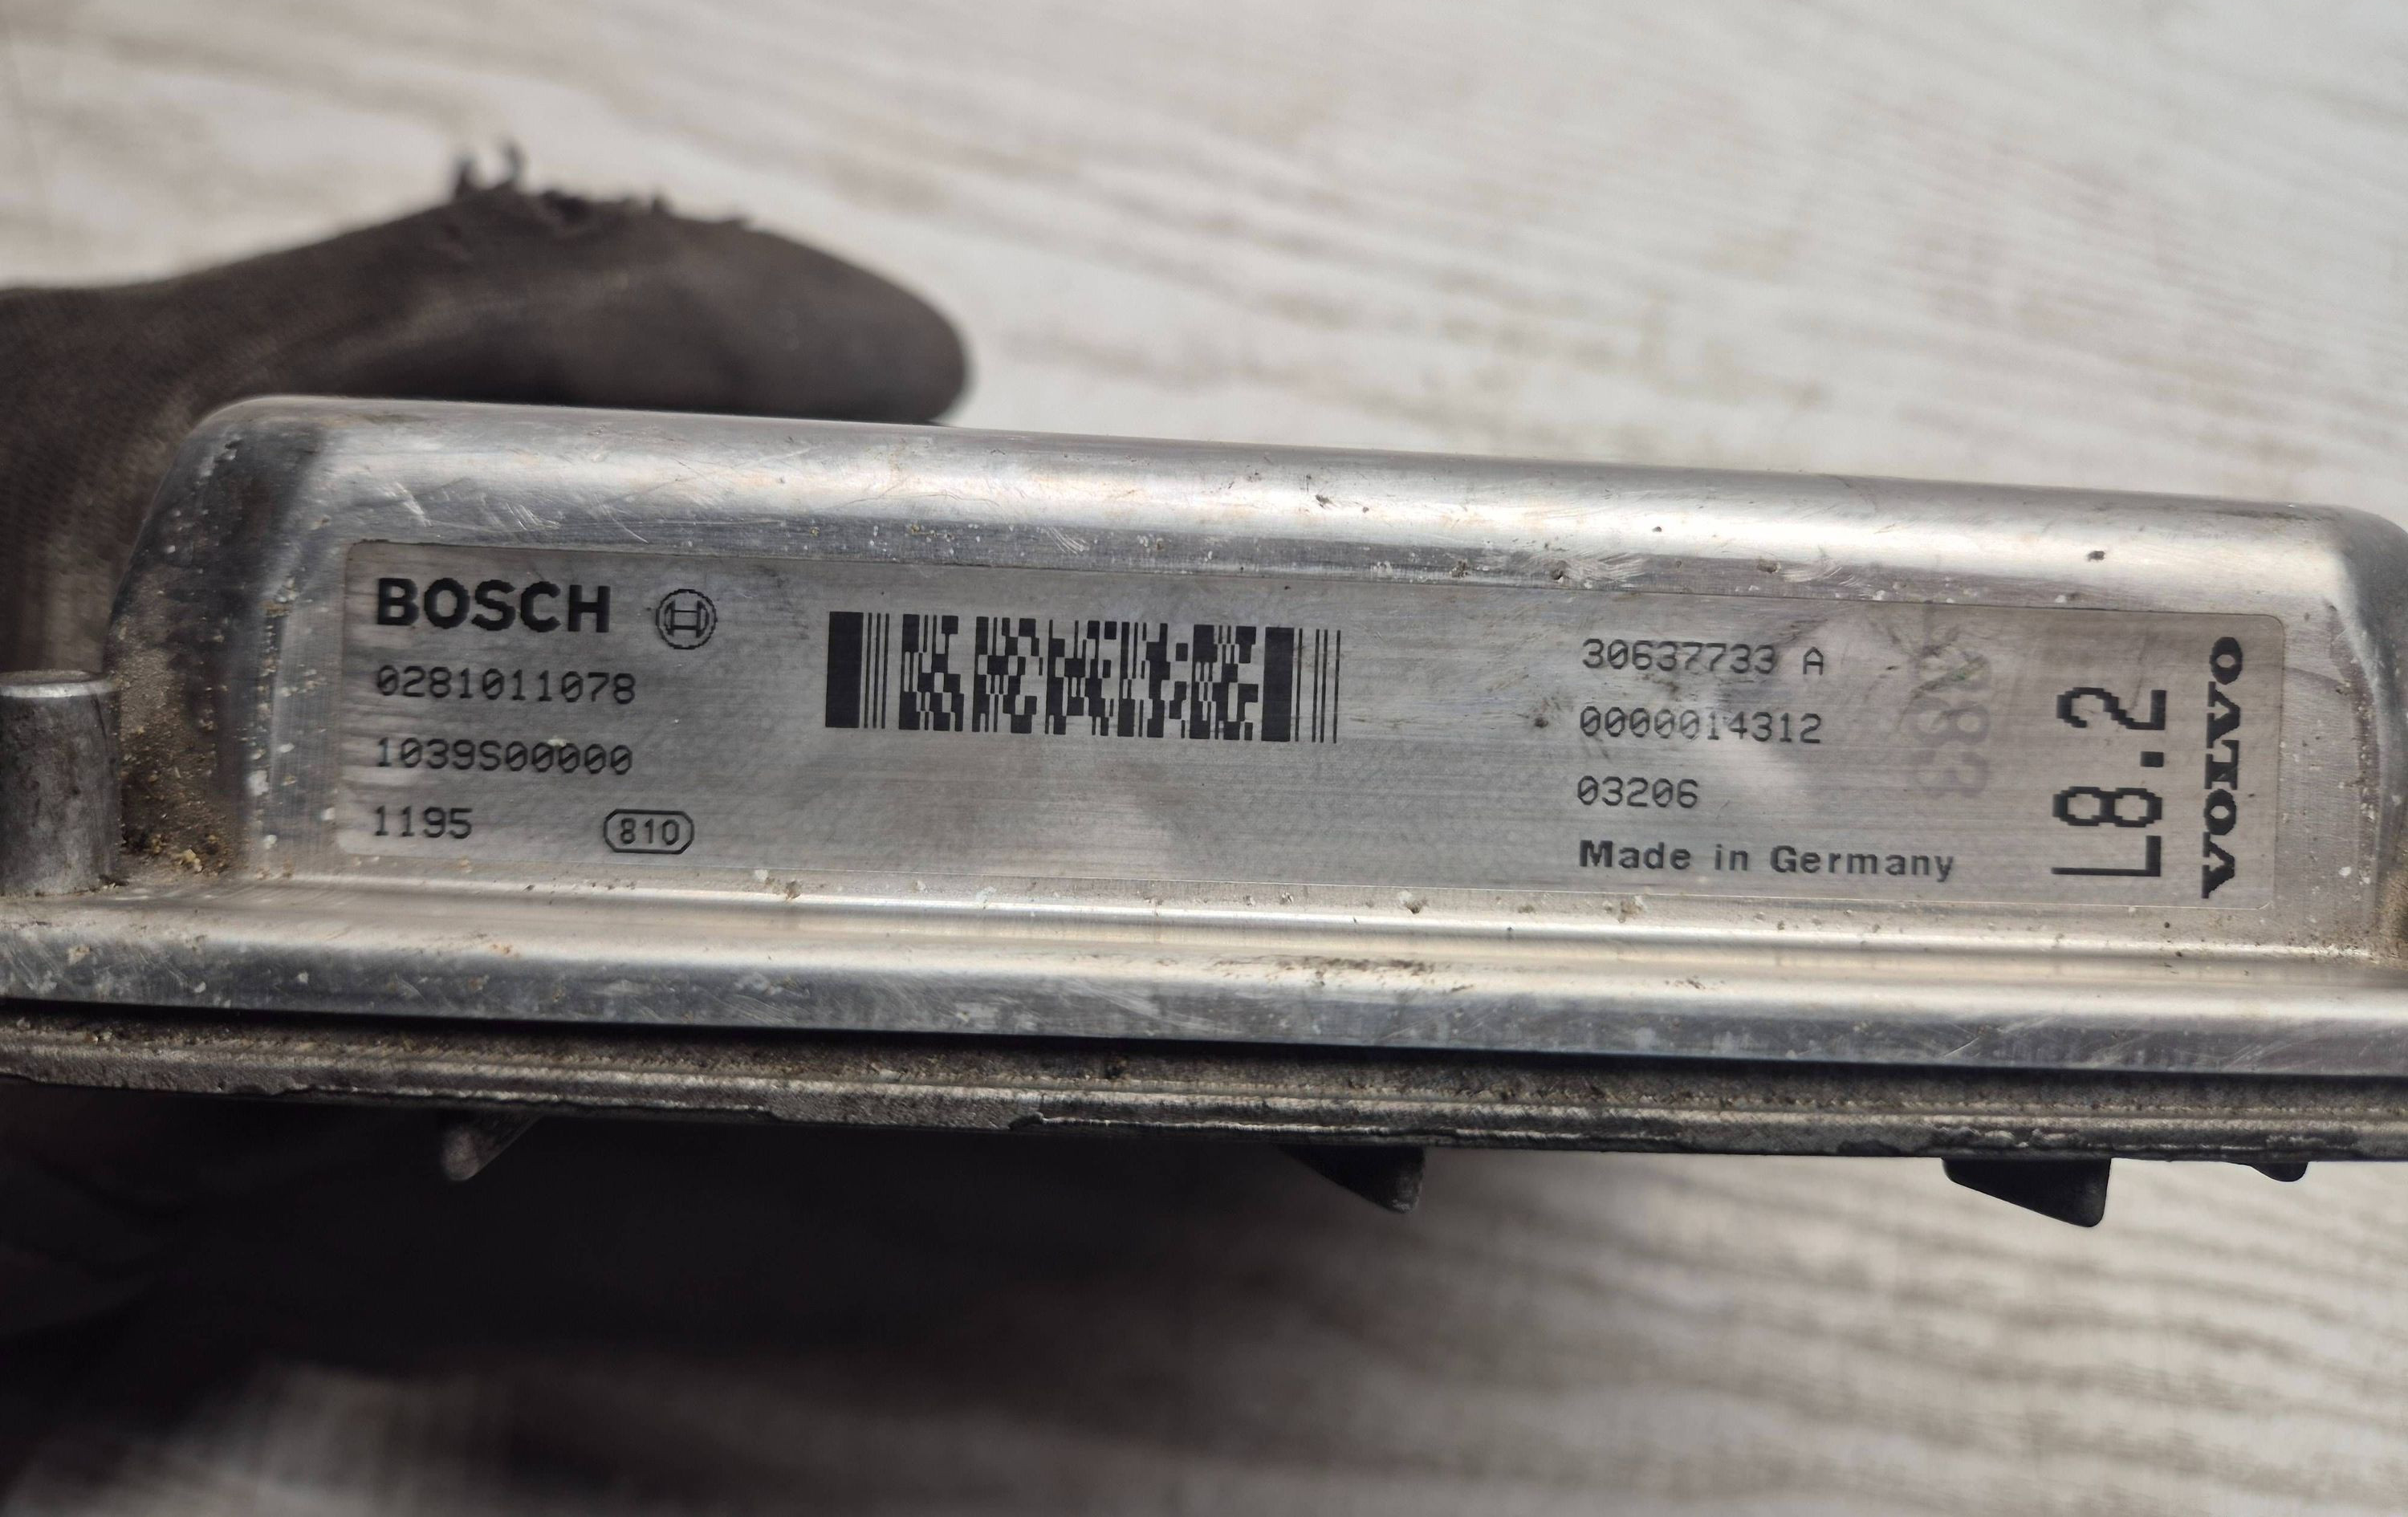 BOSCH
0281011078
1039S00000
1195 810
30637733 A
0000014312
03206
Made in Germany
L8.2
VOLVO